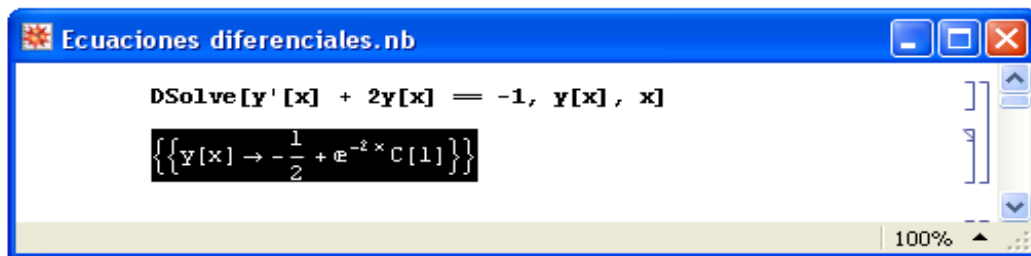 Ecuaciones diferenciales.nb
DSolve[y'[x] + 2y[x] == -1, y[x], x]
{{y[x] → -1/2 + ⅇ^(-2 x) C[1]}}
100%